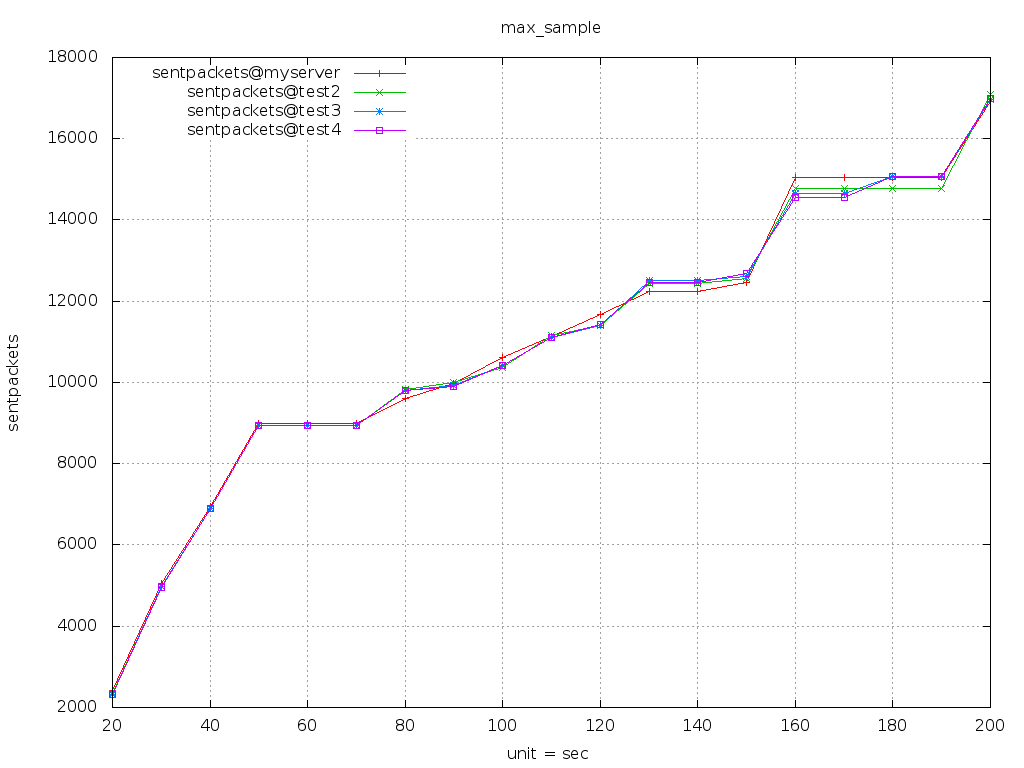 max_sample
18000
16000
14000
12000
10000
8000
6000
4000
2000
sentpackets
sentpackets@myserver
sentpackets@test2
sentpackets@test3
sentpackets@test4
20 40 60 80 100 120 140 160 180 200
unit = sec